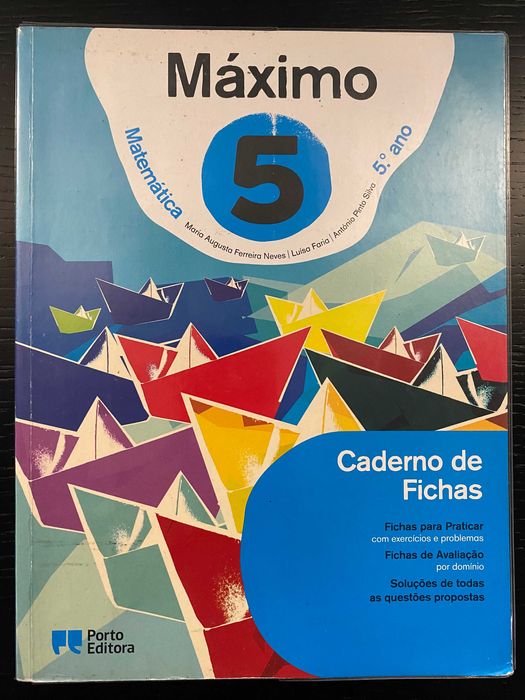 Máximo
Matemática
5
5.º ano
Maria Augusta Ferreira Neves | Luísa Faria | António Pinto Silva
Caderno de
Fichas
Fichas para Praticar
com exercícios e problemas
Fichas de Avaliação
por domínio
Soluções de todas
as questões propostas
Porto
Editora